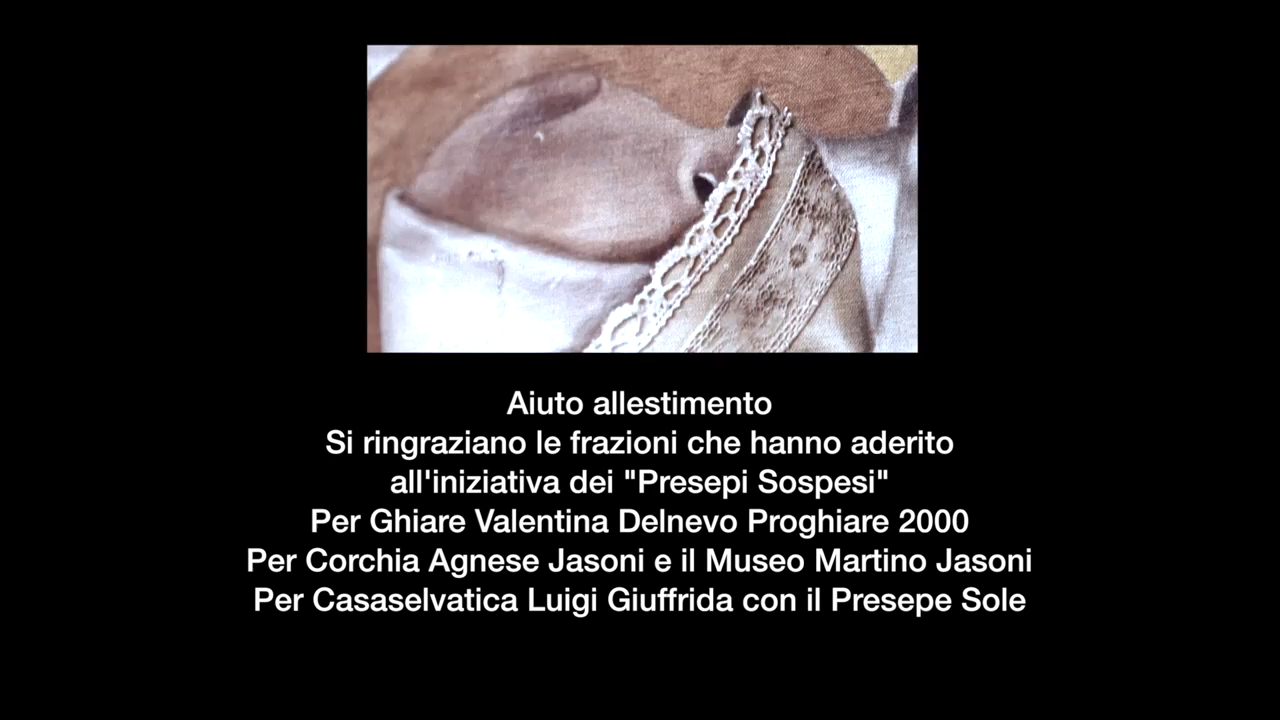 Aiuto allestimento
Si ringraziano le frazioni che hanno aderito
all'iniziativa dei "Presepi Sospesi"
Per Ghiare Valentina Delnevo Proghiare 2000
Per Corchia Agnese Jasoni e il Museo Martino Jasoni
Per Casaselvatica Luigi Giuffrida con il Presepe Sole